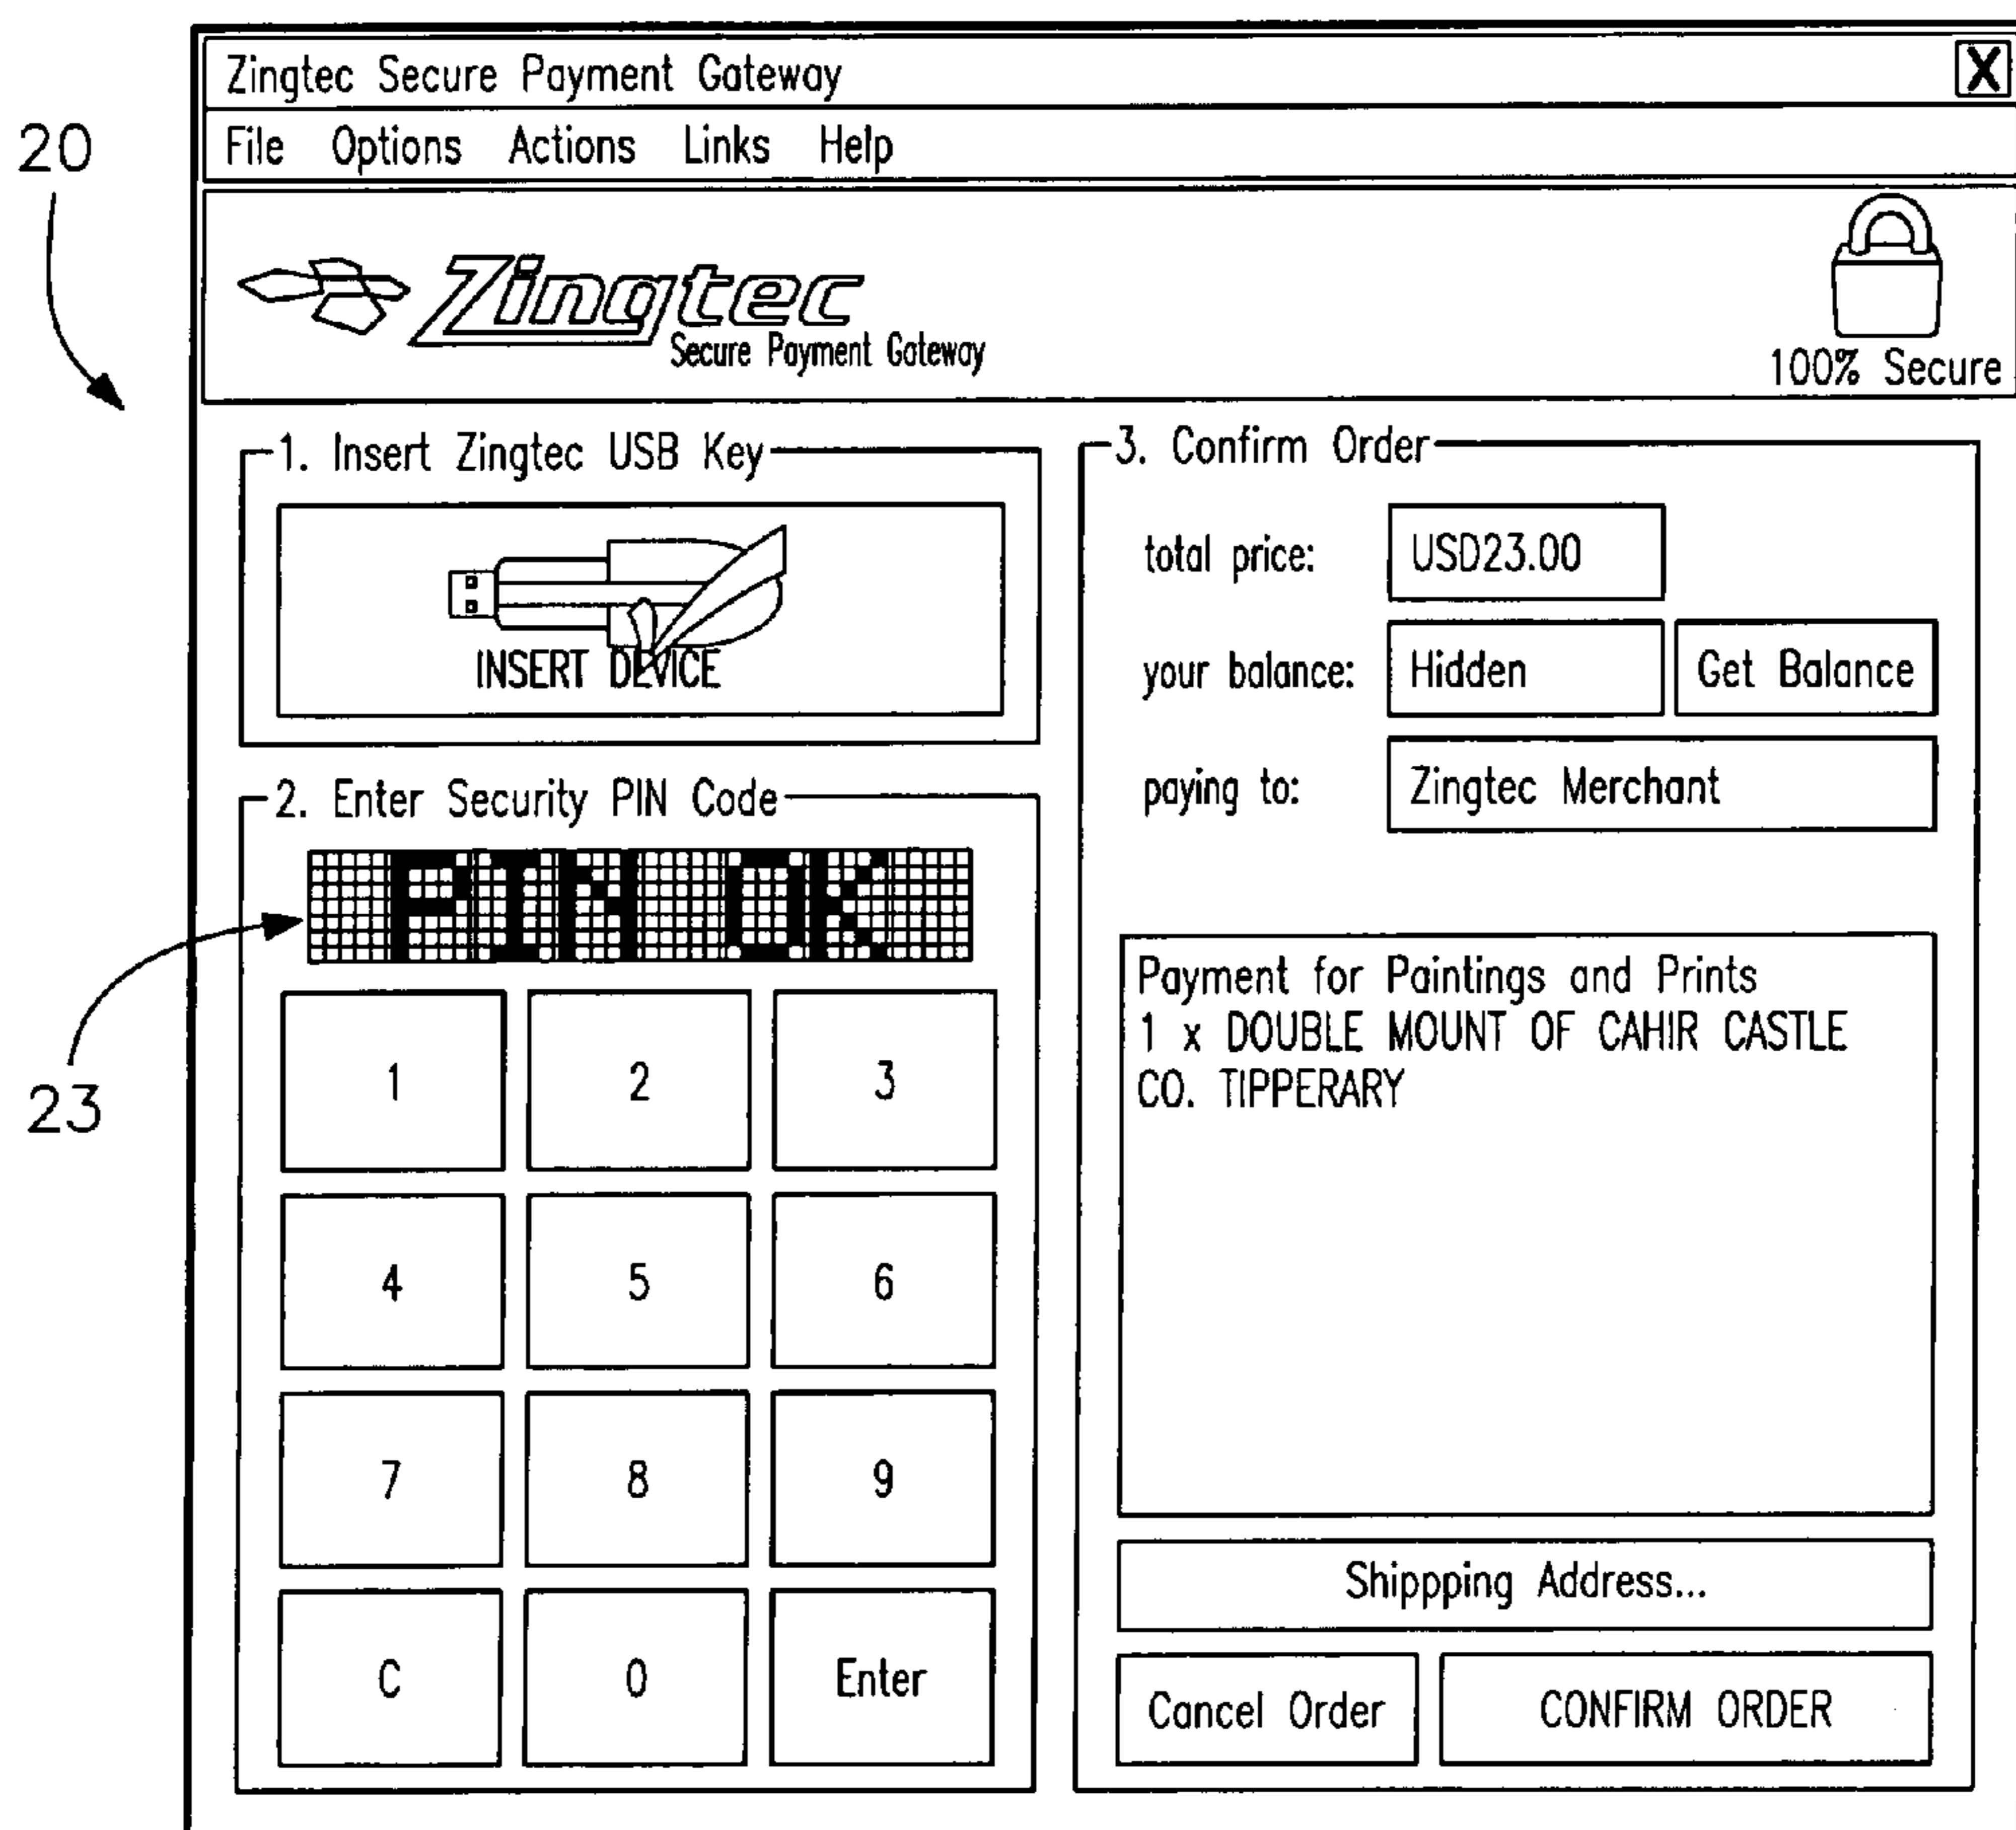 Zingtec Secure Payment Gateway X
File Options Actions Links Help
20
Zingtec
Secure Payment Gateway
100% Secure
1. Insert Zingtec USB Key
INSERT DEVICE
2. Enter Security PIN Code
PIN OK
23
1 2 3
4 5 6
7 8 9
C 0 Enter
3. Confirm Order
total price: USD23.00
your balance: Hidden Get Balance
paying to: Zingtec Merchant
Payment for Paintings and Prints
1 x DOUBLE MOUNT OF CAHIR CASTLE
CO. TIPPERARY
Shippping Address...
Cancel Order CONFIRM ORDER